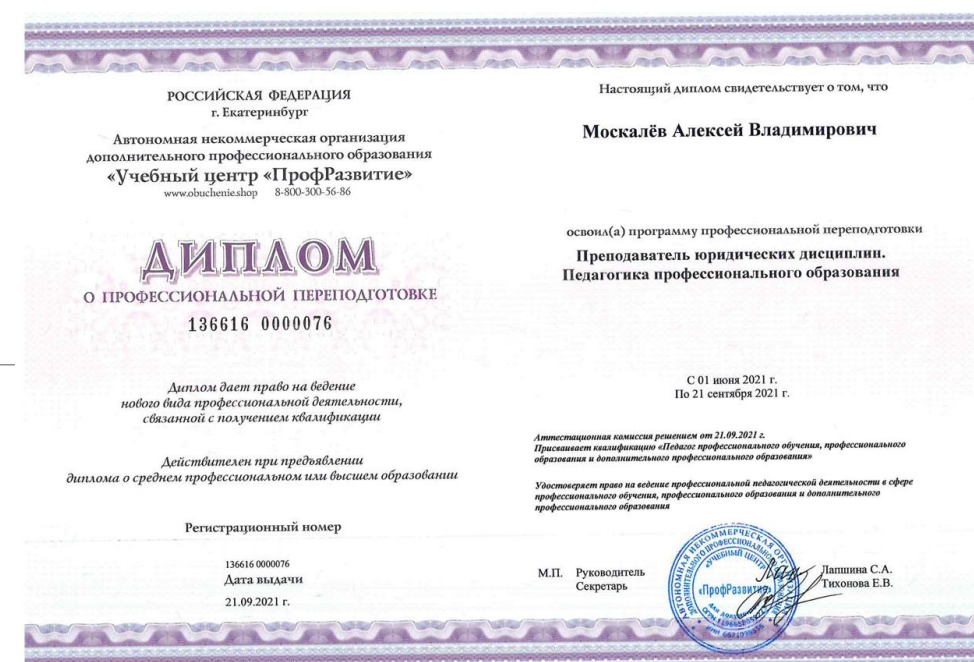 РОССИЙСКАЯ ФЕДЕРАЦИЯ
г. Екатеринбург
Автономная некоммерческая организация
дополнительного профессионального образования
«Учебный центр «ПрофРазвитие»
www.obuchenie.shop 8-800-300-56-86
ДИПЛОМ
О ПРОФЕССИОНАЛЬНОЙ ПЕРЕПОДГОТОВКЕ
136616 0000076
Диплом дает право на ведение
нового вида профессиональной деятельности,
связанной с получением квалификации
Действителен при предъявлении
диплома о среднем профессиональном или высшем образовании
Регистрационный номер
136616 0000076
Дата выдачи
21.09.2021 г.
Настоящий диплом свидетельствует о том, что
Москалёв Алексей Владимирович
освоил(а) программу профессиональной переподготовки
Преподаватель юридических дисциплин.
Педагогика профессионального образования
С 01 июня 2021 г.
По 21 сентября 2021 г.
Аттестационная комиссия решением от 21.09.2021 г.
Присваивает квалификацию «Педагог профессионального обучения, профессионального
образования и дополнительного профессионального образования»
Удостоверяет право на ведение профессиональной педагогической деятельности в сфере
профессионального обучения, профессионального образования и дополнительного
профессионального образования
М.П. Руководитель Лапшина С.А.
Секретарь Тихонова Е.В.
«УЧЕБНЫЙ ЦЕНТР
«ПрофРазвитие»